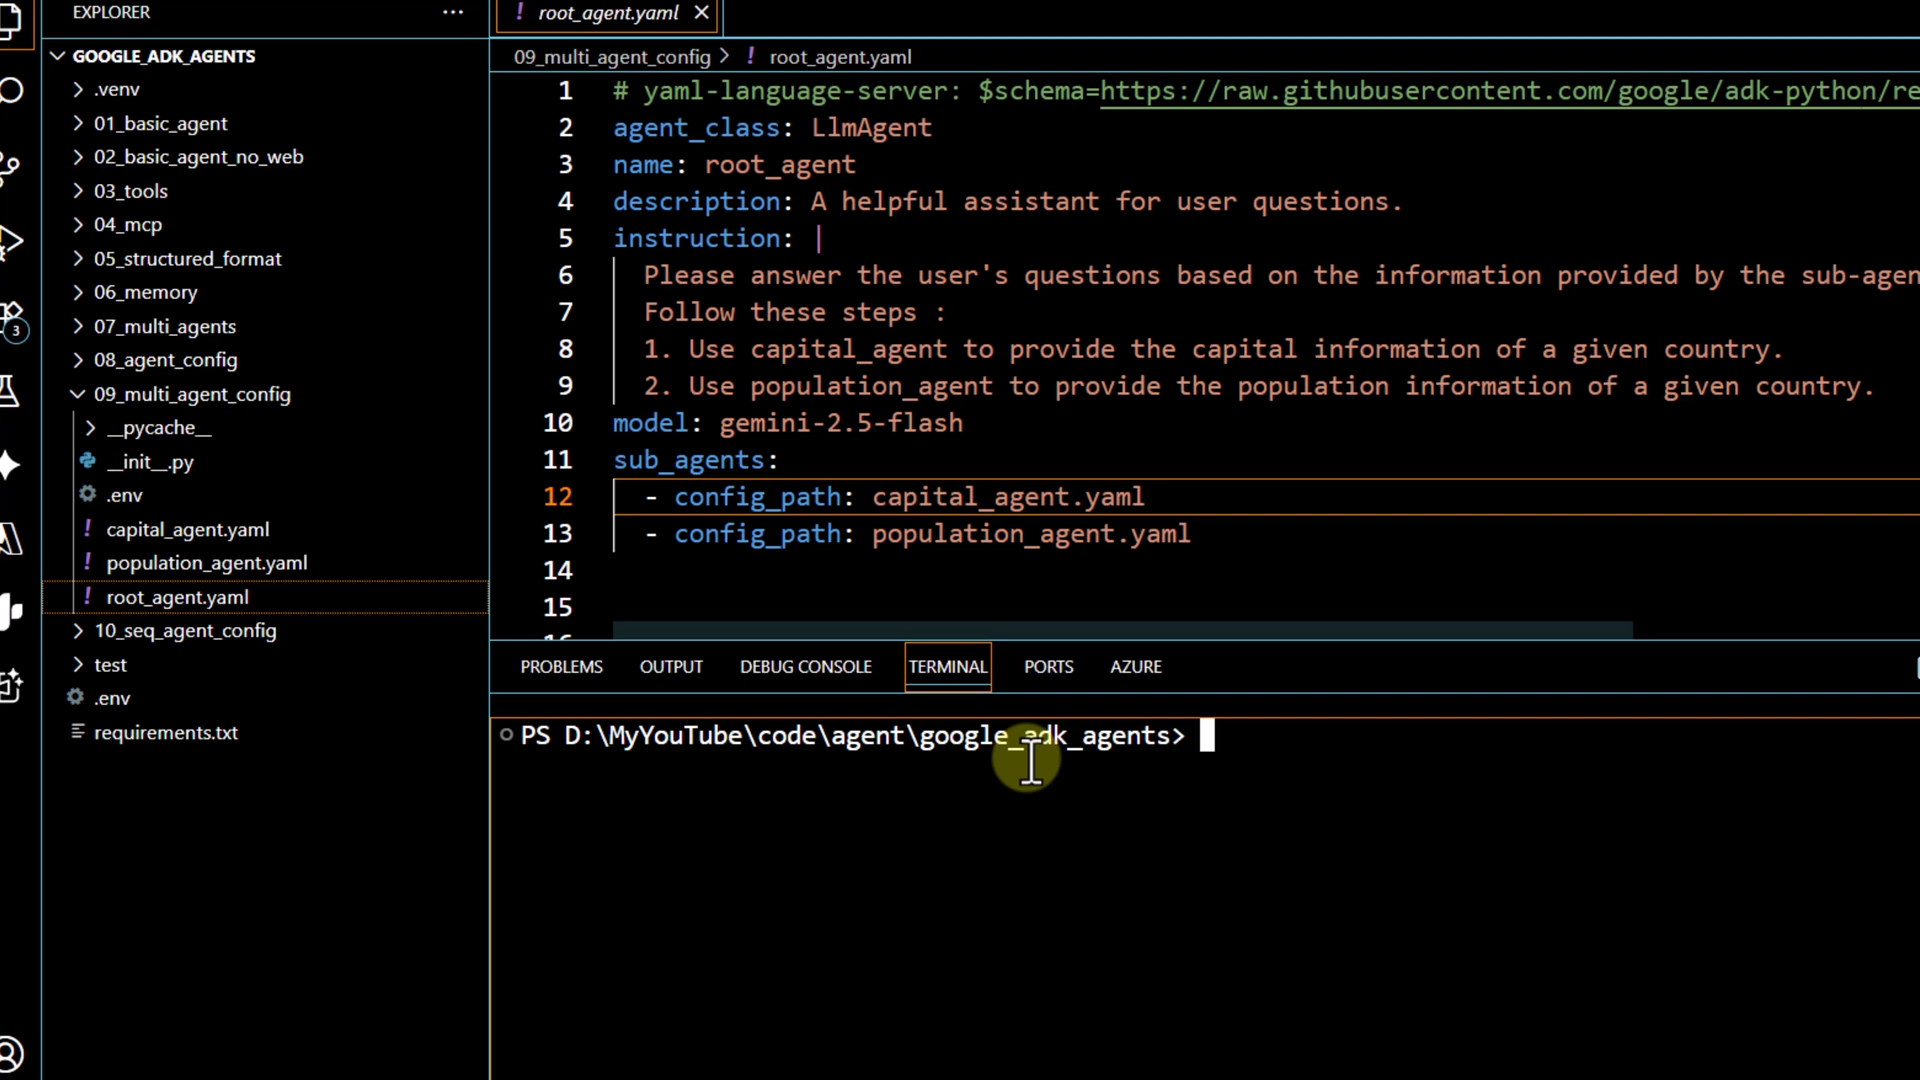 EXPLORER
GOOGLE_ADK_AGENTS
.venv
01_basic_agent
02_basic_agent_no_web
03_tools
04_mcp
05_structured_format
06_memory
07_multi_agents
08_agent_config
09_multi_agent_config
__pycache__
__init__.py
.env
capital_agent.yaml
population_agent.yaml
root_agent.yaml
10_seq_agent_config
test
.env
requirements.txt
3
! root_agent.yaml
09_multi_agent_config > ! root_agent.yaml
1 # yaml-language-server: $schema=https://raw.githubusercontent.com/google/adk-python/re
2 agent_class: LlmAgent
3 name: root_agent
4 description: A helpful assistant for user questions.
5 instruction: |
6 Please answer the user's questions based on the information provided by the sub-agen
7 Follow these steps :
8 1. Use capital_agent to provide the capital information of a given country.
9 2. Use population_agent to provide the population information of a given country.
10 model: gemini-2.5-flash
11 sub_agents:
12 - config_path: capital_agent.yaml
13 - config_path: population_agent.yaml
14
15
PROBLEMS OUTPUT DEBUG CONSOLE TERMINAL PORTS AZURE
PS D:\MyYouTube\code\agent\google_adk_agents>